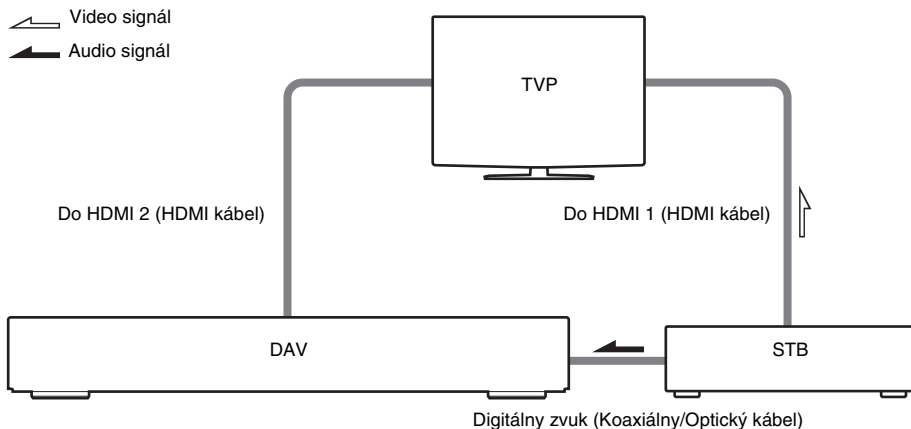 Video signál
Audio signál
TVP
Do HDMI 2 (HDMI kábel)
Do HDMI 1 (HDMI kábel)
DAV
STB
Digitálny zvuk (Koaxiálny/Optický kábel)